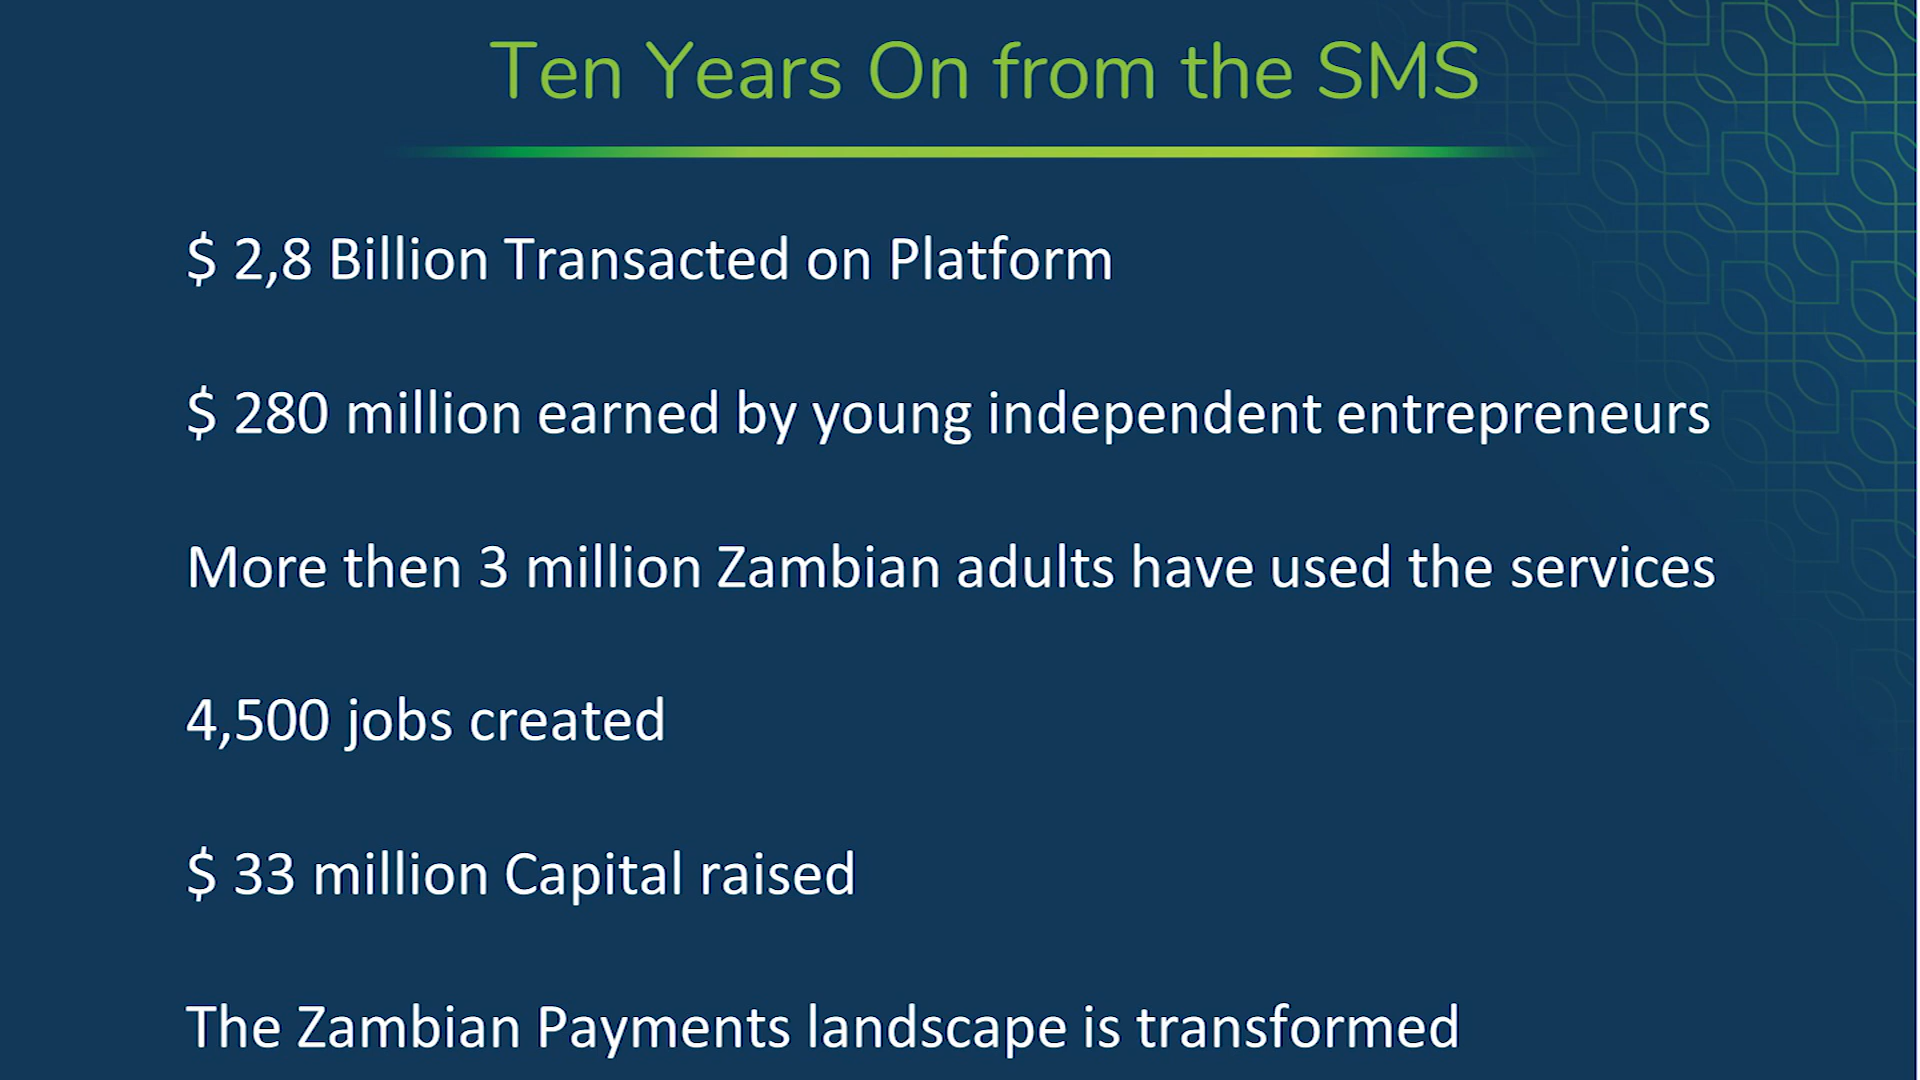 Ten Years On from the SMS
$ 2,8 Billion Transacted on Platform
$ 280 million earned by young independent entrepreneurs
More then 3 million Zambian adults have used the services
4,500 jobs created
$ 33 million Capital raised
The Zambian Payments landscape is transformed